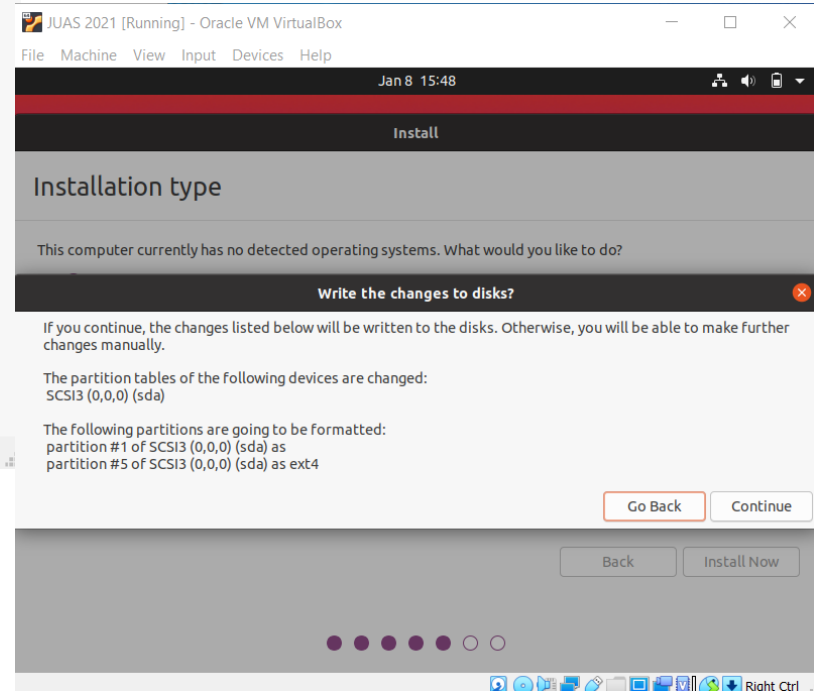 JUAS 2021 [Running] - Oracle VM VirtualBox
File Machine View Input Devices Help
Jan 8 15:48
Install
Installation type
This computer currently has no detected operating systems. What would you like to do?
Write the changes to disks?
If you continue, the changes listed below will be written to the disks. Otherwise, you will be able to make further
changes manually.
The partition tables of the following devices are changed:
SCSI3 (0,0,0) (sda)
The following partitions are going to be formatted:
partition #1 of SCSI3 (0,0,0) (sda) as
partition #5 of SCSI3 (0,0,0) (sda) as ext4
Go Back Continue
Back Install Now
Right Ctrl